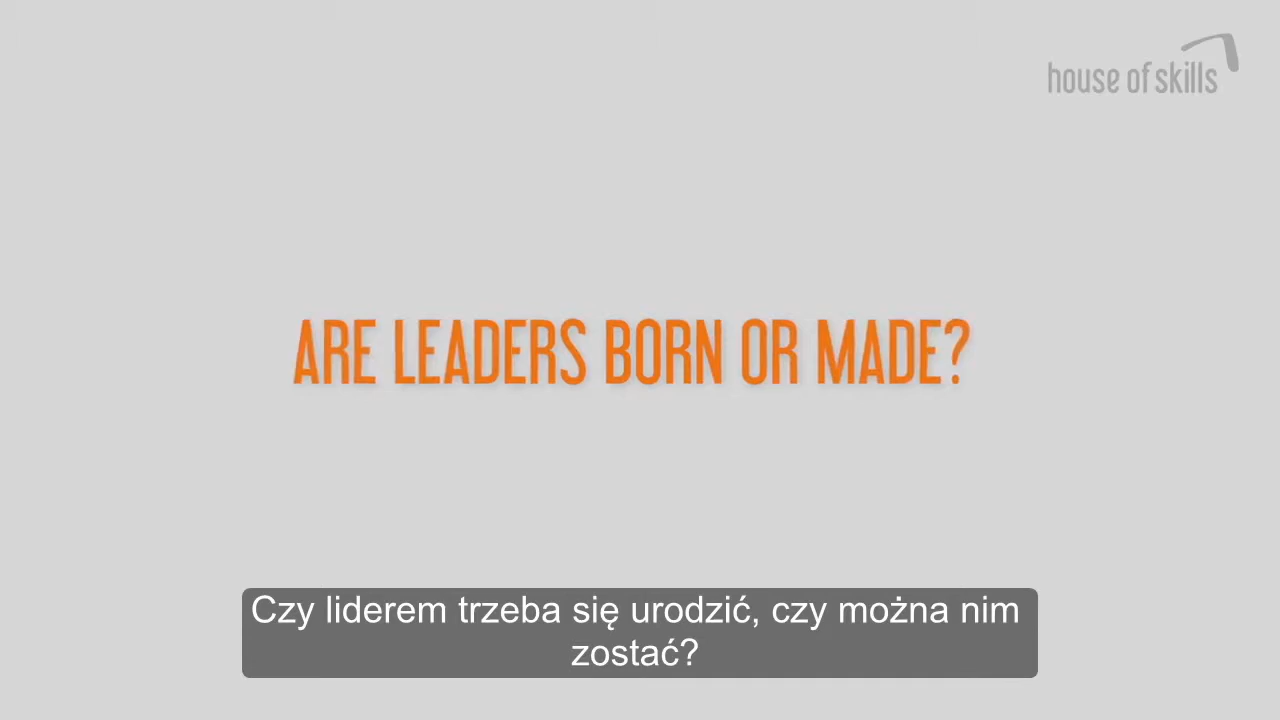 house of skills
ARE LEADERS BORN OR MADE?
Czy liderem trzeba się urodzić, czy można nim
zostać?